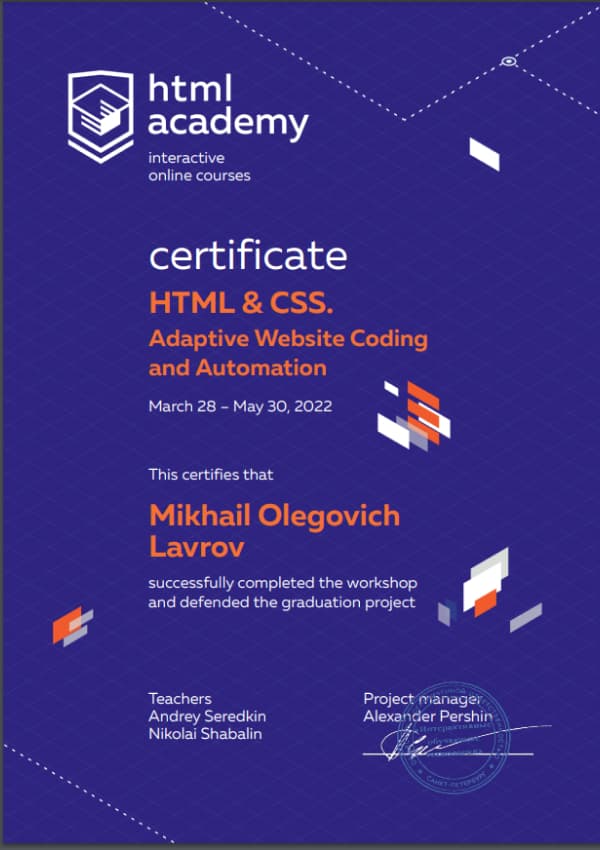 html
academy
interactive
online courses
certificate
HTML & CSS.
Adaptive Website Coding
and Automation
March 28 – May 30, 2022
This certifies that
Mikhail Olegovich
Lavrov
successfully completed the workshop
and defended the graduation project
Teachers
Andrey Seredkin
Nikolai Shabalin
Project manager
Alexander Pershin
САНКТ-ПЕТЕРБУРГ